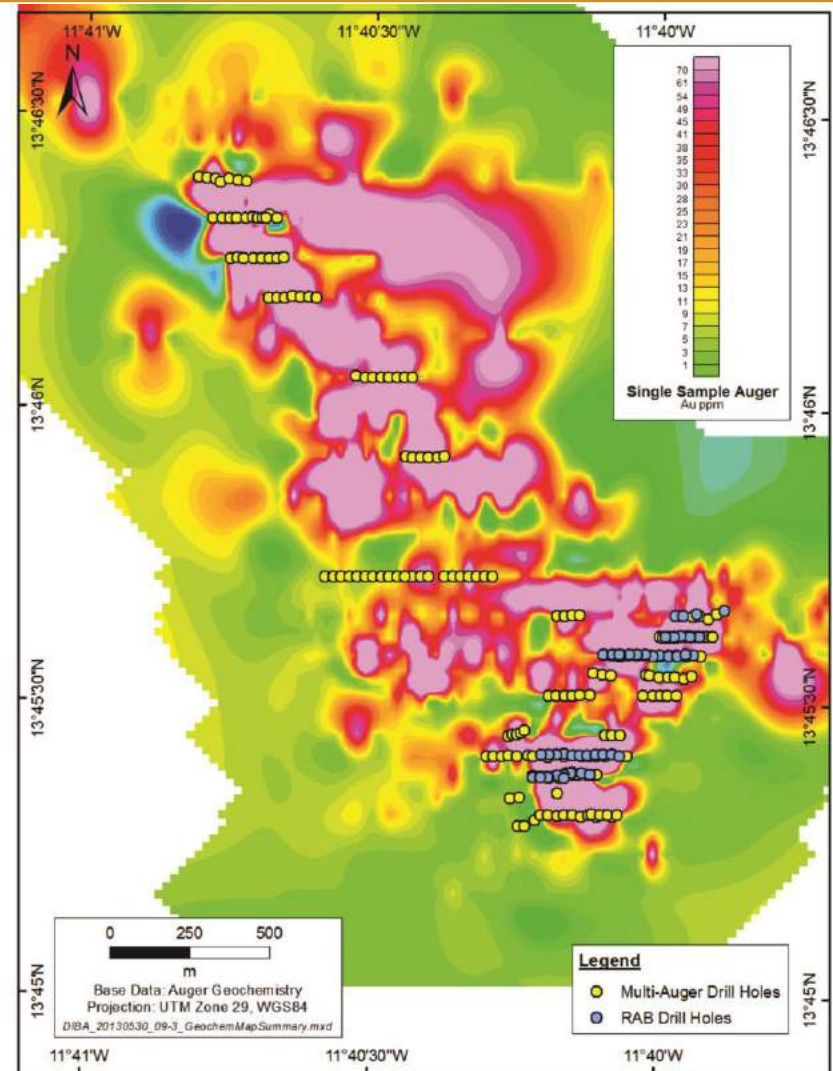 11°41'W 11°40'30"W 11°40'W
N
13°46'30"N
13°46'30"N
70
61
54
49
45
41
38
35
33
30
28
25
23
21
19
17
15
13
11
9
7
5
3
1
Single Sample Auger
Au ppm
13°46'N
13°46'N
13°45'30"N
13°45'30"N
0 250 500
m
Base Data: Auger Geochemistry
Projection: UTM Zone 29, WGS84
DIBA_20130530_09-3_GeochemMapSummary.mxd
Legend
Multi-Auger Drill Holes
RAB Drill Holes
13°45'N
13°45'N
11°41'W 11°40'30"W 11°40'W